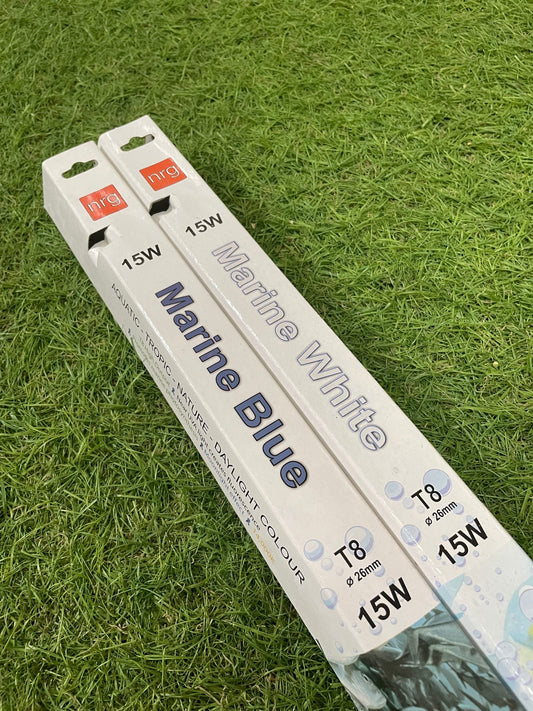 nrg
15W
Marine Blue
AQUATIC - TROPIC - NATURE - DAYLIGHT COLOUR
T8
ø 26mm
15W
nrg
15W
Marine White
T8
ø 26mm
15W